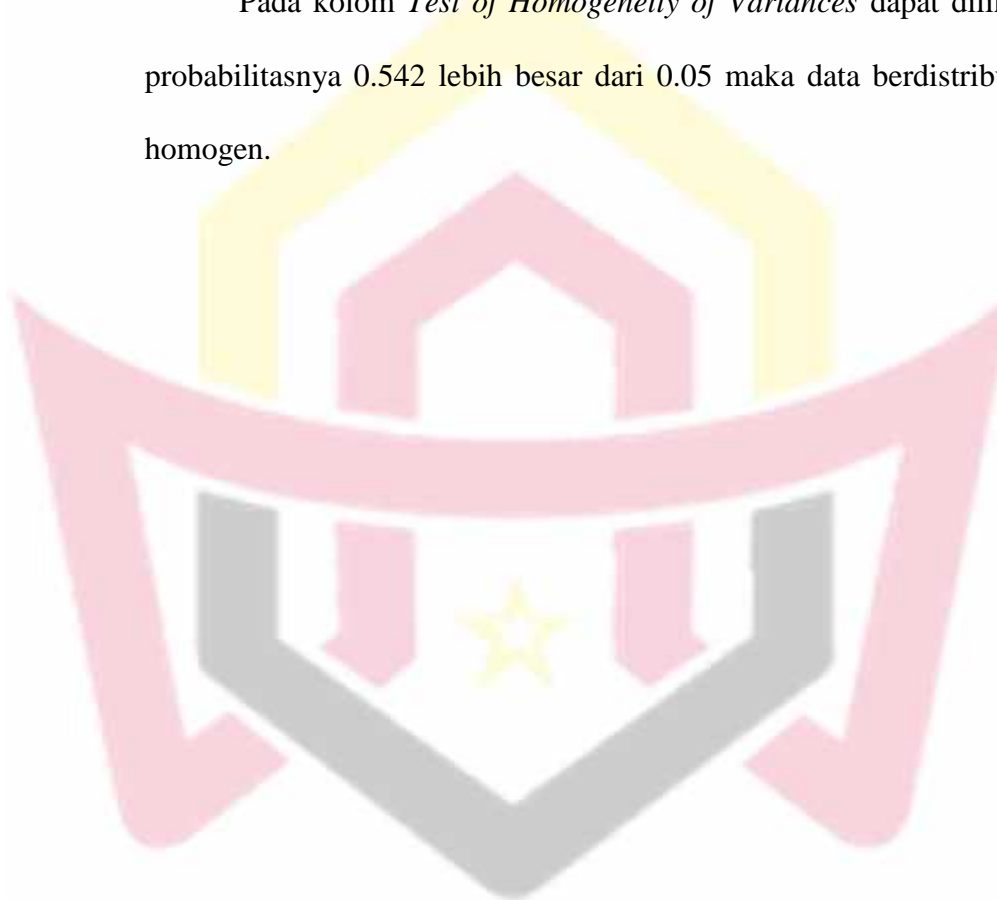 Pada kolom Test of Homogeneity of Variances dapat
probabilitasnya 0.542 lebih besar dari 0.05 maka data
homogen.